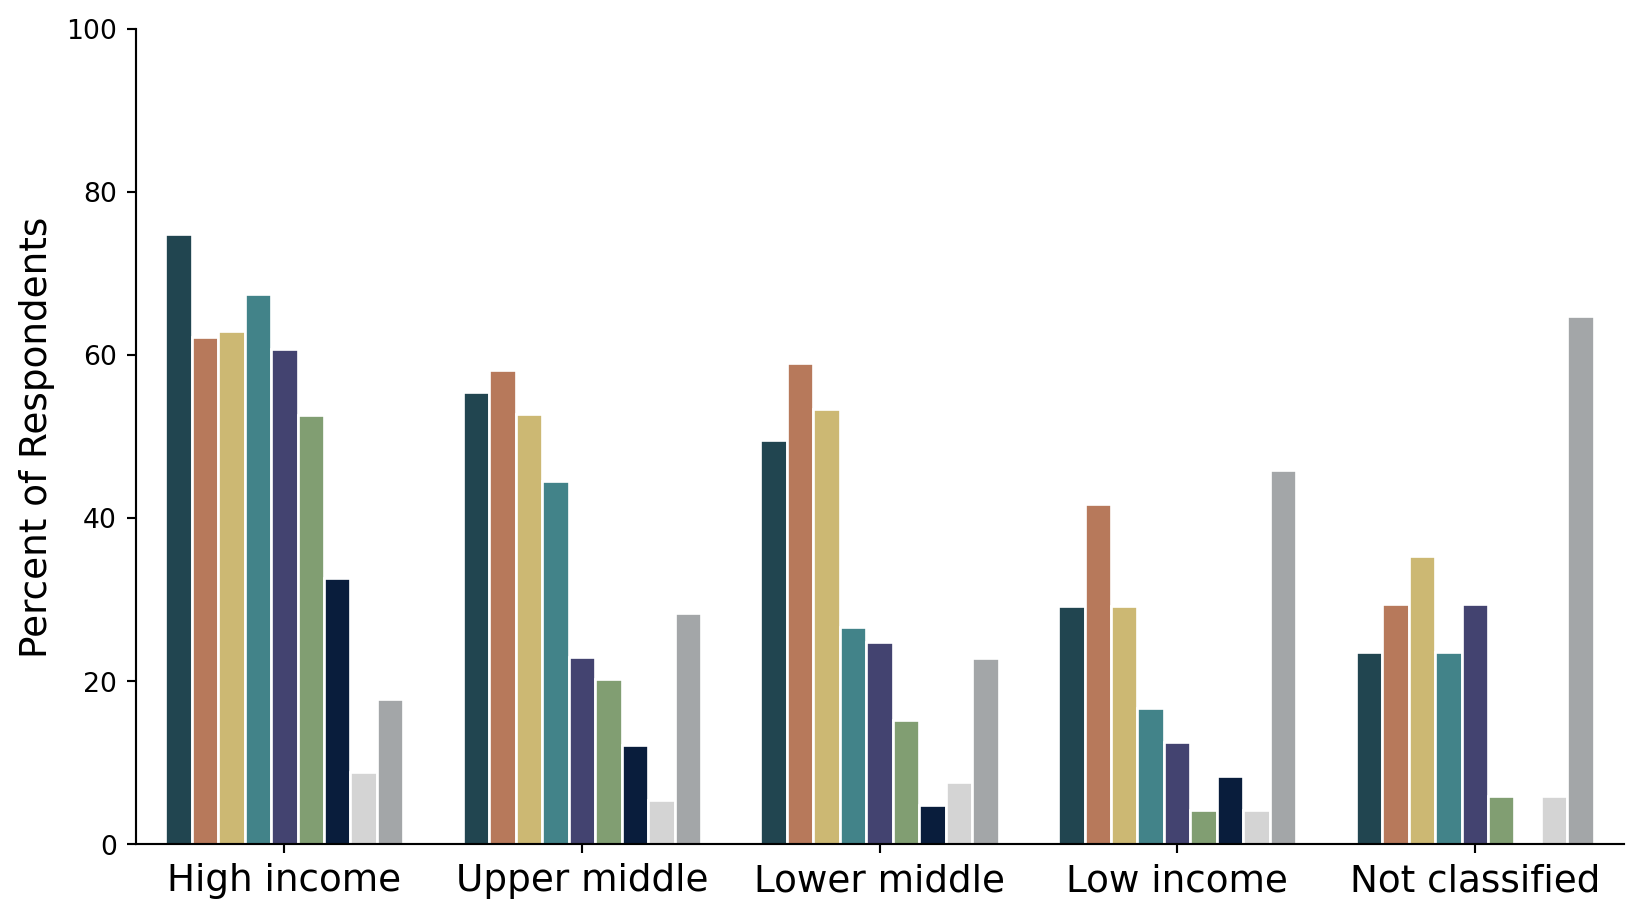 100
80
60
40
20
0
Percent of Respondents
High income
Upper middle
Lower middle
Low income
Not classified